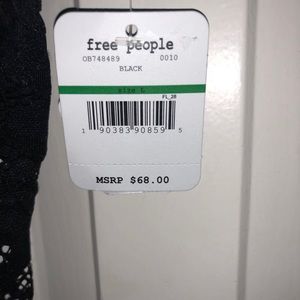 free people
OB748489 0010
BLACK
size L
FL_28
1 90383 90859 5
MSRP $68.00